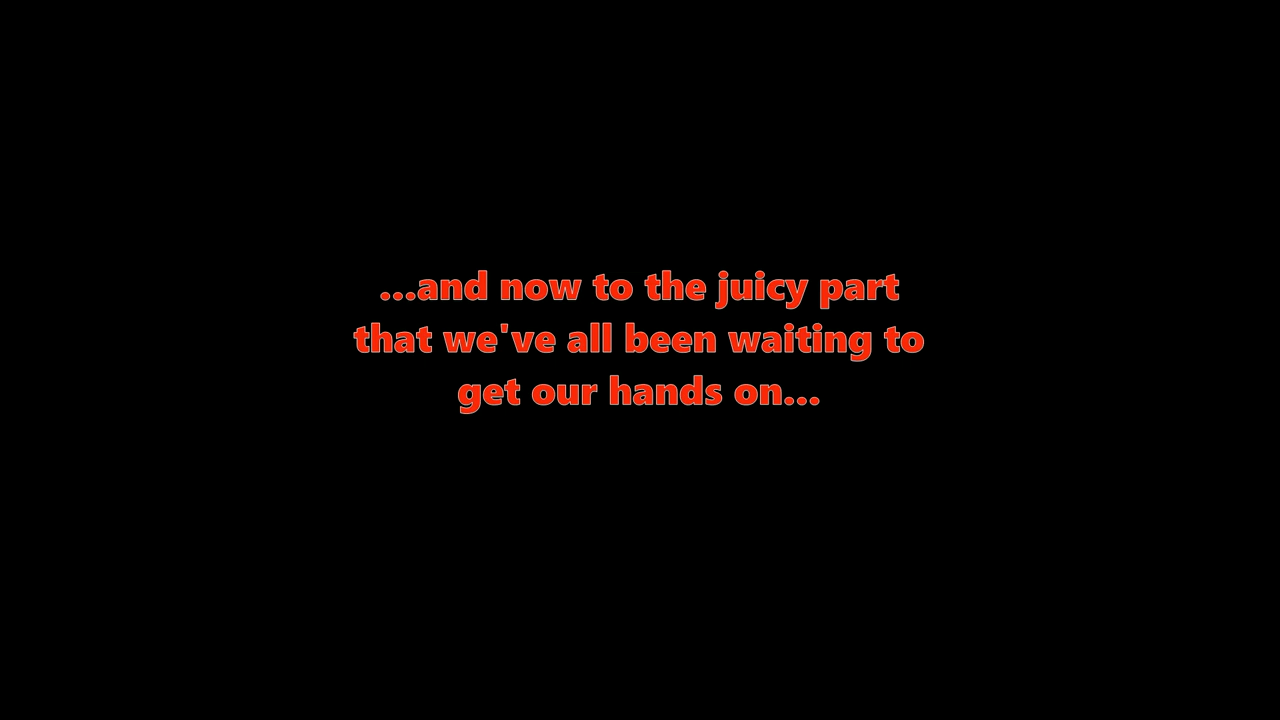 ...and now to the juicy part
that we've all been waiting to
get our hands on...